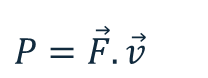 P = F⃗. v⃗